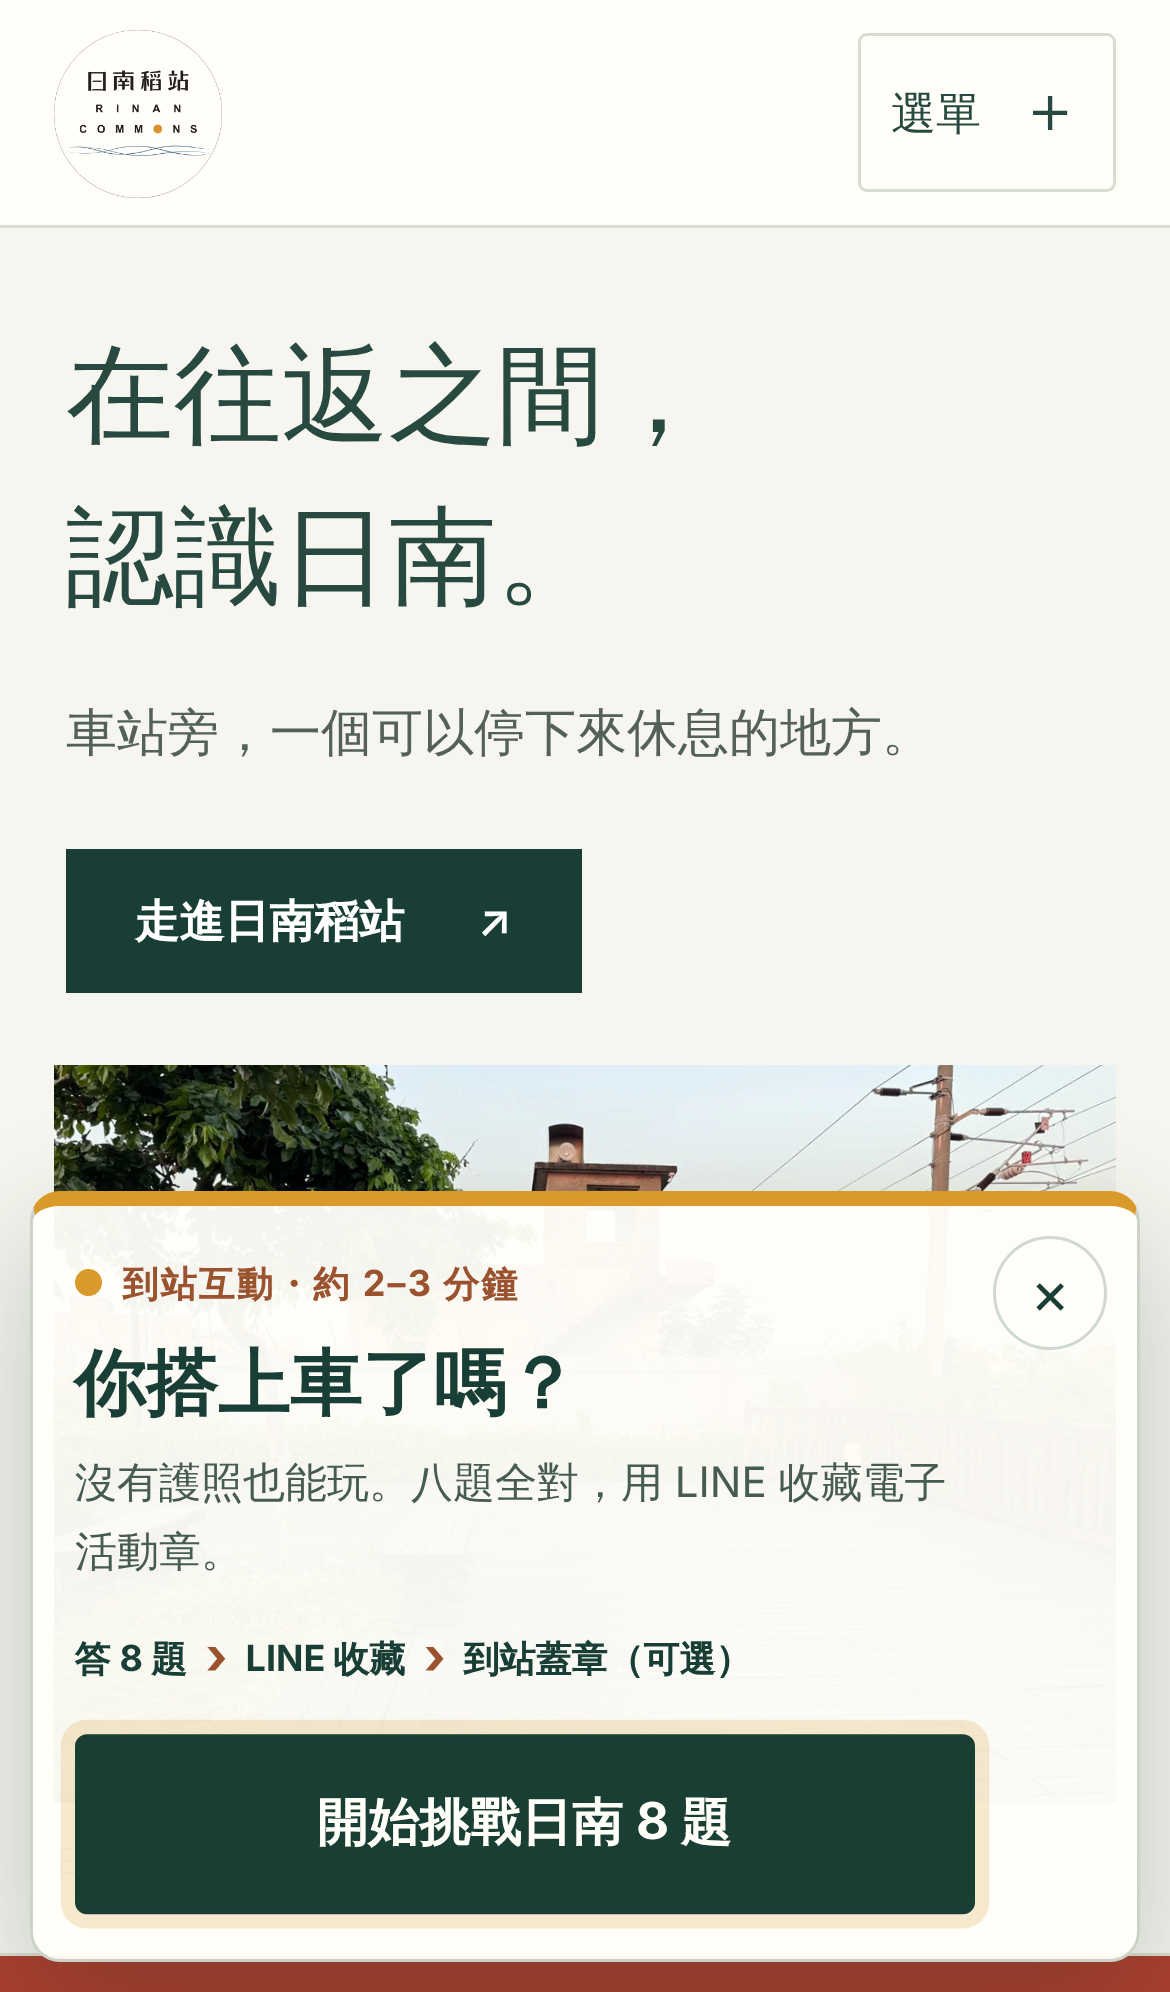 日南稻站
RINAN
COMMONS
選單 +
在往返之間，
認識日南。
車站旁，一個可以停下來休息的地方。
走進日南稻站 ↗
到站互動・約 2–3 分鐘
×
你搭上車了嗎？
沒有護照也能玩。八題全對，用 LINE 收藏電子
活動章。
答 8 題 › LINE 收藏 › 到站蓋章（可選）
開始挑戰日南 8 題